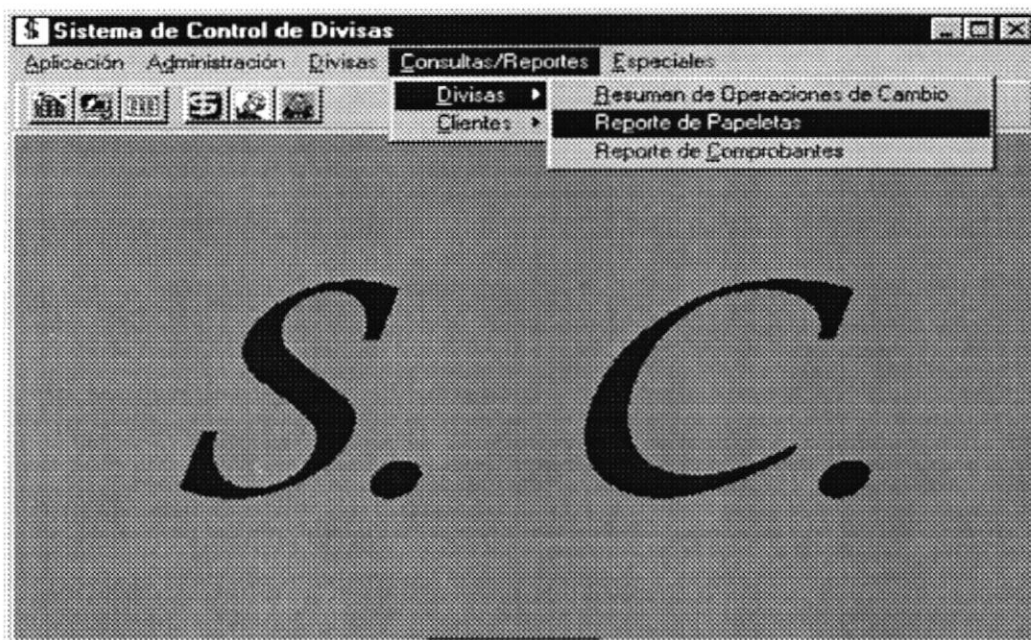 $ Sistema de Control de Divisas
Aplicación Administración Divisas Consultas/Reportes Especiales
Divisas Resumen de Operaciones de Cambio
Clientes Reporte de Papeletas
Reporte de Comprobantes
S. C.